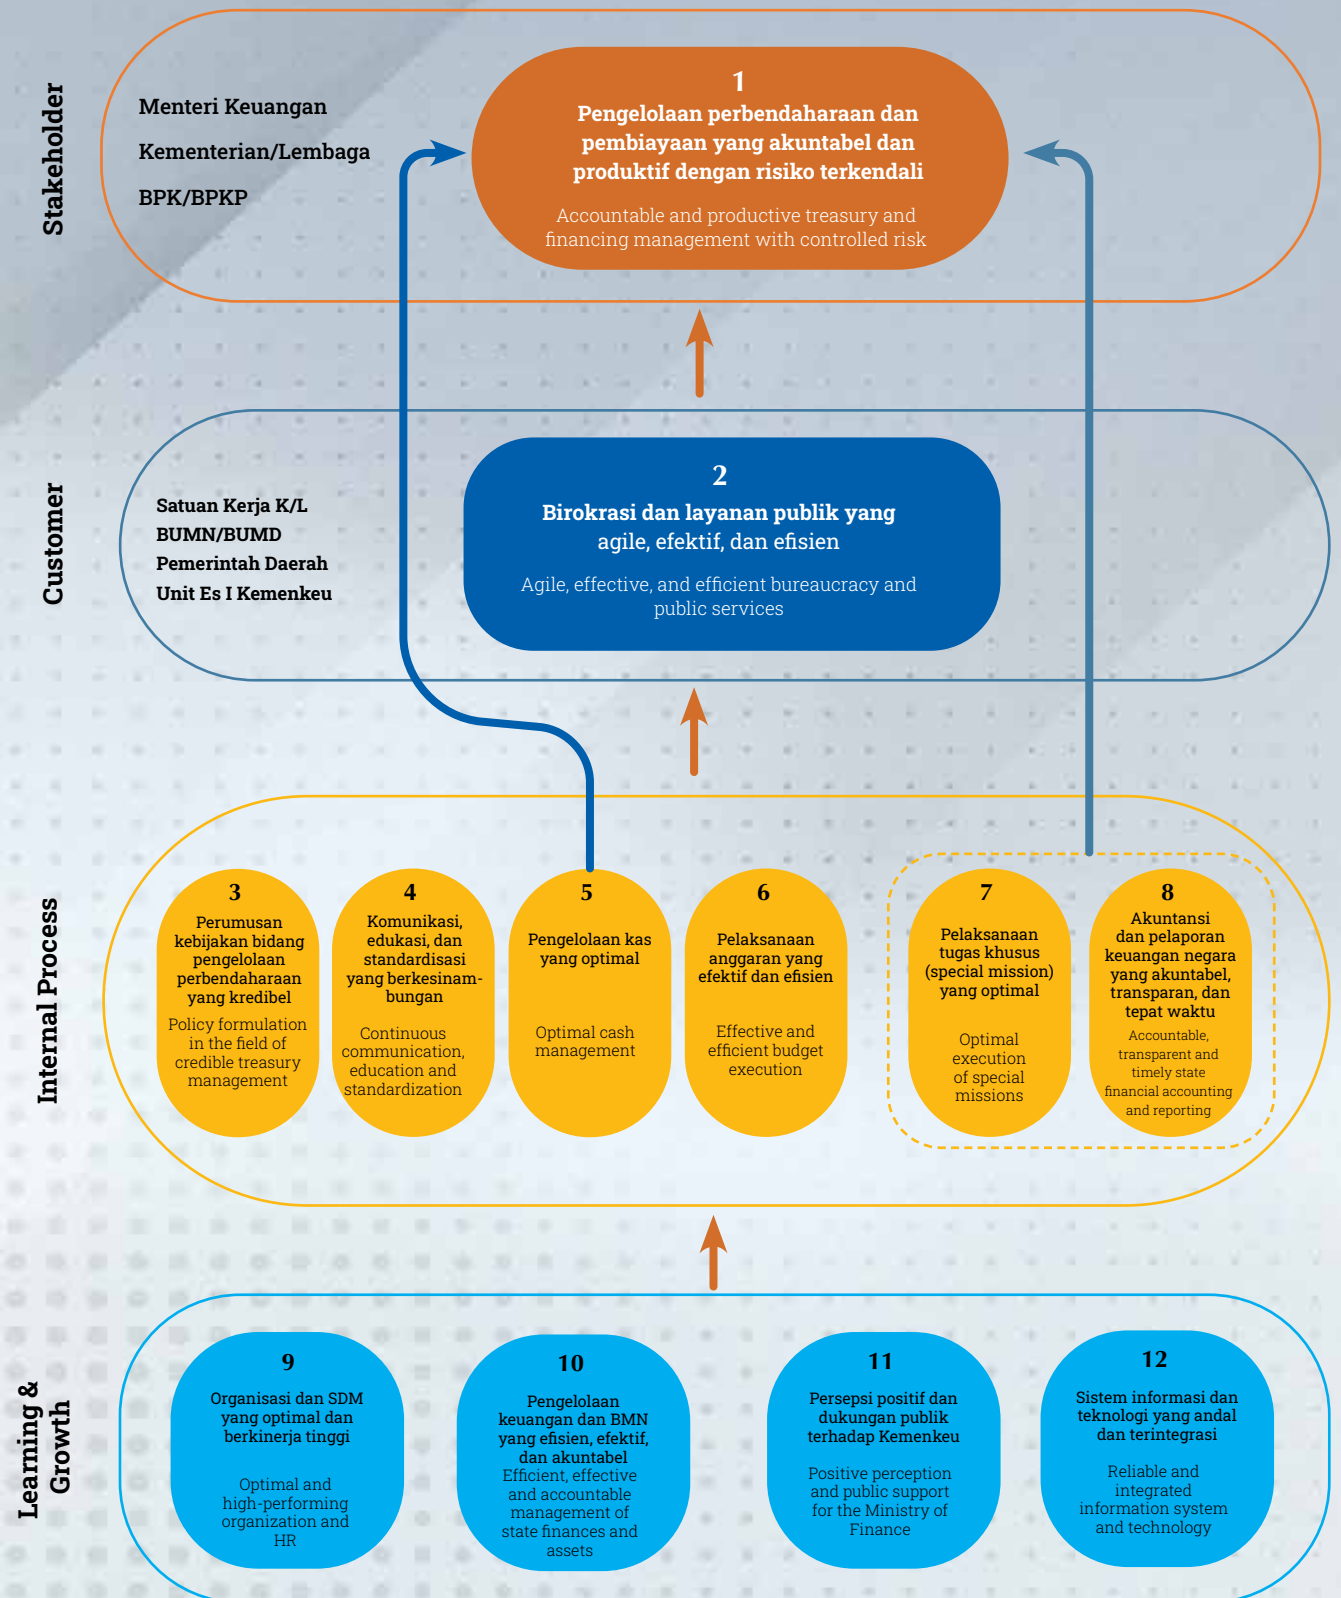 Stakeholder
Menteri Keuangan
Kementerian/Lembaga
BPK/BPKP
1
Pengelolaan perbendaharaan dan
pembiayaan yang akuntabel dan
produktif dengan risiko terkendali
Accountable and productive treasury and
financing management with controlled risk
Customer
Satuan Kerja K/L
BUMN/BUMD
Pemerintah Daerah
Unit Es I Kemenkeu
2
Birokrasi dan layanan publik yang
agile, efektif, dan efisien
Agile, effective, and efficient bureaucracy and
public services
Internal Process
3
Perumusan
kebijakan bidang
pengelolaan
perbendaharaan
yang kredibel
Policy formulation
in the field of
credible treasury
management
4
Komunikasi,
edukasi, dan
standardisasi
yang berkesinam-
bungan
Continuous
communication,
education and
standardization
5
Pengelolaan kas
yang optimal
Optimal cash
management
6
Pelaksanaan
anggaran yang
efektif dan efisien
Effective and
efficient budget
execution
7
Pelaksanaan
tugas khusus
(special mission)
yang optimal
Optimal
execution
of special
missions
8
Akuntansi
dan pelaporan
keuangan negara
yang akuntabel,
transparan, dan
tepat waktu
Accountable,
transparent and
timely state
financial accounting
and reporting
Learning &
Growth
9
Organisasi dan SDM
yang optimal dan
berkinerja tinggi
Optimal and
high-performing
organization and
HR
10
Pengelolaan
keuangan dan BMN
yang efisien, efektif,
dan akuntabel
Efficient, effective
and accountable
management of
state finances and
assets
11
Persepsi positif dan
dukungan publik
terhadap Kemenkeu
Positive perception
and public support
for the Ministry of
Finance
12
Sistem informasi dan
teknologi yang andal
dan terintegrasi
Reliable and
integrated
information system
and technology